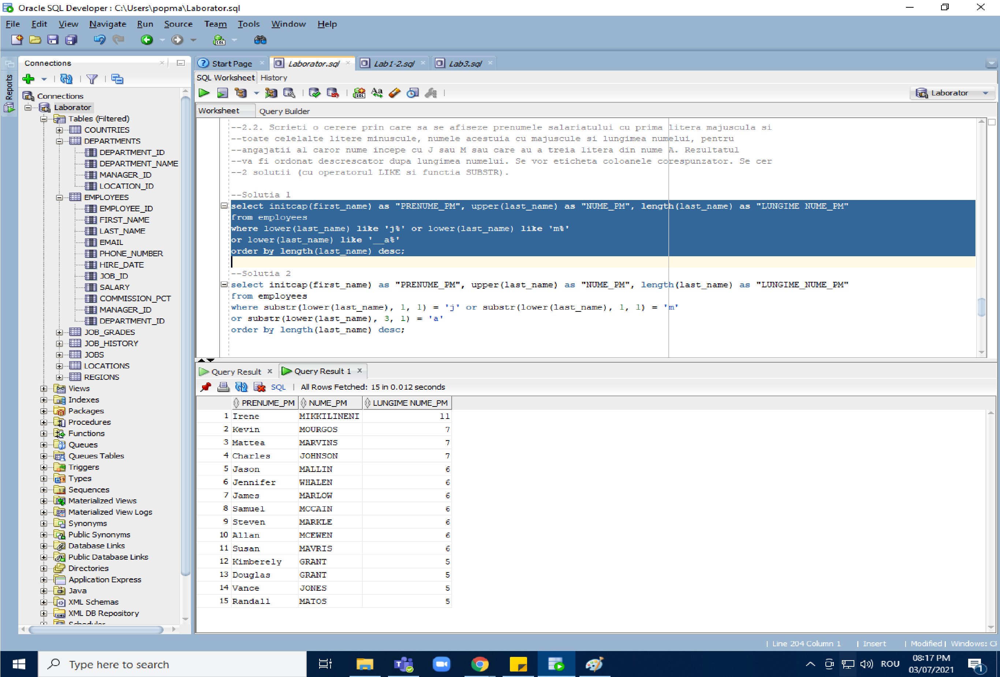 Oracle SQL Developer : C:\Users\popma\Laborator.sql
File Edit View Navigate Run Source Team Tools Window Help
Reports
Connections
Connections
Laborator
Tables (Filtered)
COUNTRIES
DEPARTMENTS
DEPARTMENT_ID
DEPARTMENT_NAME
MANAGER_ID
LOCATION_ID
EMPLOYEES
EMPLOYEE_ID
FIRST_NAME
LAST_NAME
EMAIL
PHONE_NUMBER
HIRE_DATE
JOB_ID
SALARY
COMMISSION_PCT
MANAGER_ID
DEPARTMENT_ID
JOB_GRADES
JOB_HISTORY
JOBS
LOCATIONS
REGIONS
Views
Indexes
Packages
Procedures
Functions
Queues
Queues Tables
Triggers
Types
Sequences
Materialized Views
Materialized View Logs
Synonyms
Public Synonyms
Database Links
Public Database Links
Directories
Application Express
Java
XML Schemas
XML DB Repository
Scheduler
Start Page Laborator.sql Lab1-2.sql Lab3.sql
SQL Worksheet History
Laborator
Worksheet Query Builder
--2.2. Scrieti o cerere prin care sa se afiseze prenumele salariatului cu prima litera majuscula si
--toate celelalte litere minuscule, numele acestuia cu majuscule si lungimea numelui, pentru
--angajatii al caror nume incepe cu J sau M sau care au a treia litera din nume A. Rezultatul
--va fi ordonat descrescator dupa lungimea numelui. Se vor eticheta coloanele corespunzator. Se cer
--2 solutii (cu operatorul LIKE si functia SUBSTR).
--Solutia 1
select initcap(first_name) as "PRENUME_PM", upper(last_name) as "NUME_PM", length(last_name) as "LUNGIME NUME_PM"
from employees
where lower(last_name) like 'j%' or lower(last_name) like 'm%'
or lower(last_name) like '__a%'
order by length(last_name) desc;
--Solutia 2
select initcap(first_name) as "PRENUME_PM", upper(last_name) as "NUME_PM", length(last_name) as "LUNGIME_NUME_PM"
from employees
where substr(lower(last_name), 1, 1) = 'j' or substr(lower(last_name), 1, 1) = 'm'
or substr(lower(last_name), 3, 1) = 'a'
order by length(last_name) desc;
Query Result Query Result 1
SQL | All Rows Fetched: 15 in 0.012 seconds
PRENUME_PM NUME_PM LUNGIME NUME_PM
1 Irene MIKKILINENI 11
2 Kevin MOURGOS 7
3 Mattea MARVINS 7
4 Charles JOHNSON 7
5 Jason MALLIN 6
6 Jennifer WHALEN 6
7 James MARLOW 6
8 Samuel MCCAIN 6
9 Steven MARKLE 6
10 Allan MCEWEN 6
11 Susan MAVRIS 6
12 Kimberely GRANT 5
13 Douglas GRANT 5
14 Vance JONES 5
15 Randall MATOS 5
| Line 204 Column 1 | Insert | Modified | Windows:
Type here to search
ROU
08:17 PM
03/07/2021
1